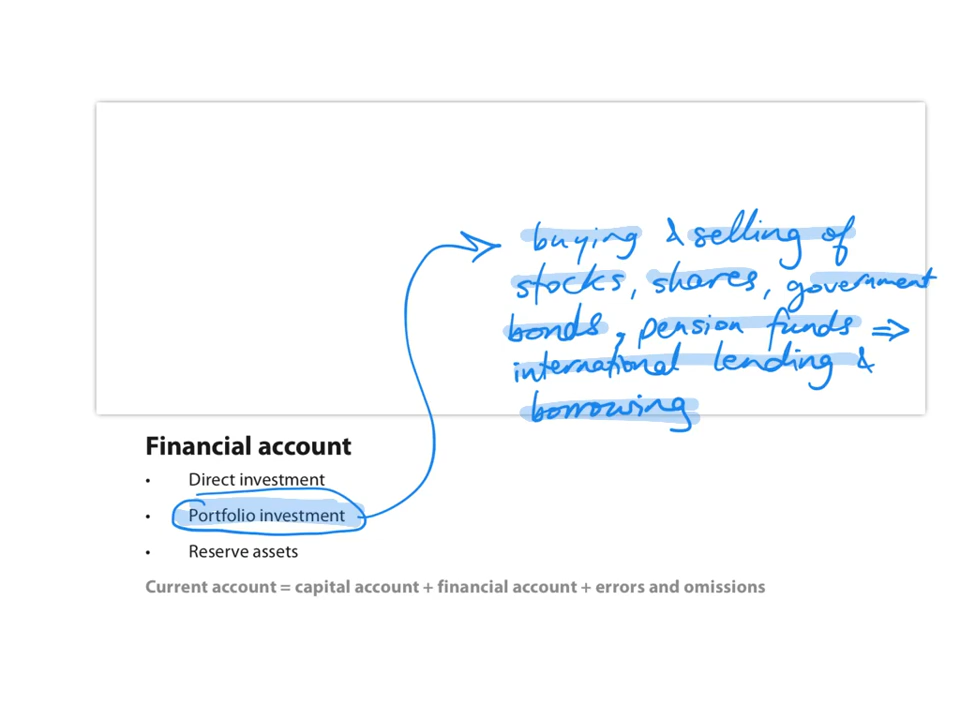 buying & selling of
stocks, shares, government
bonds, pension funds ⇒
international lending &
borrowing
Financial account
• Direct investment
• Portfolio investment
• Reserve assets
Current account = capital account + financial account + errors and omissions